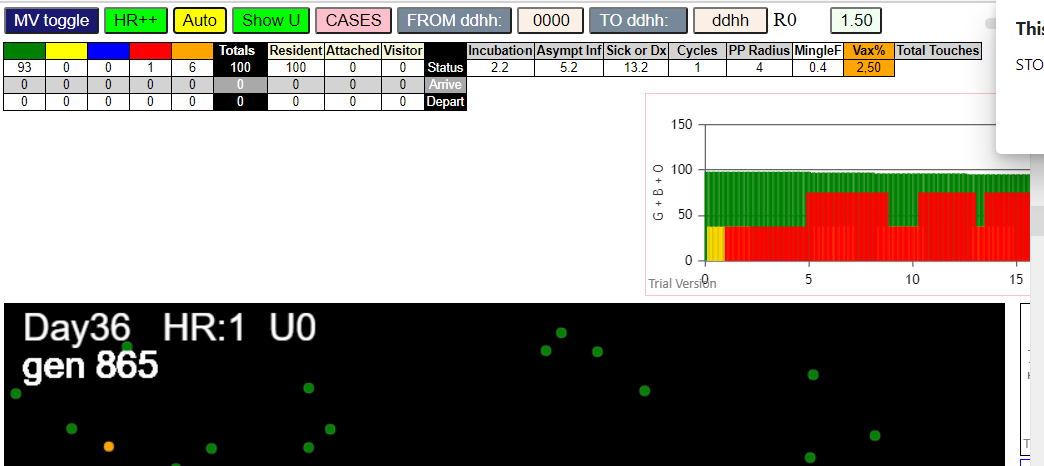 MV toggle HR++ Auto Show U CASES FROM ddhh: 0000 TO ddhh: ddhh R0 1.50
This
STO
Totals Resident Attached Visitor Incubation Asympt Inf Sick or Dx Cycles PP Radius MingleF Vax% Total Touches
93 0 0 1 6 100 100 0 0 Status 2.2 5.2 13.2 1 4 0.4 2,50
0 0 0 0 0 0 0 0 0 Arrive
0 0 0 0 0 0 0 0 0 Depart
150
100
50
0
G + B + O
0 5 10 15
Trial Version
Day36 HR:1 U0
gen 865